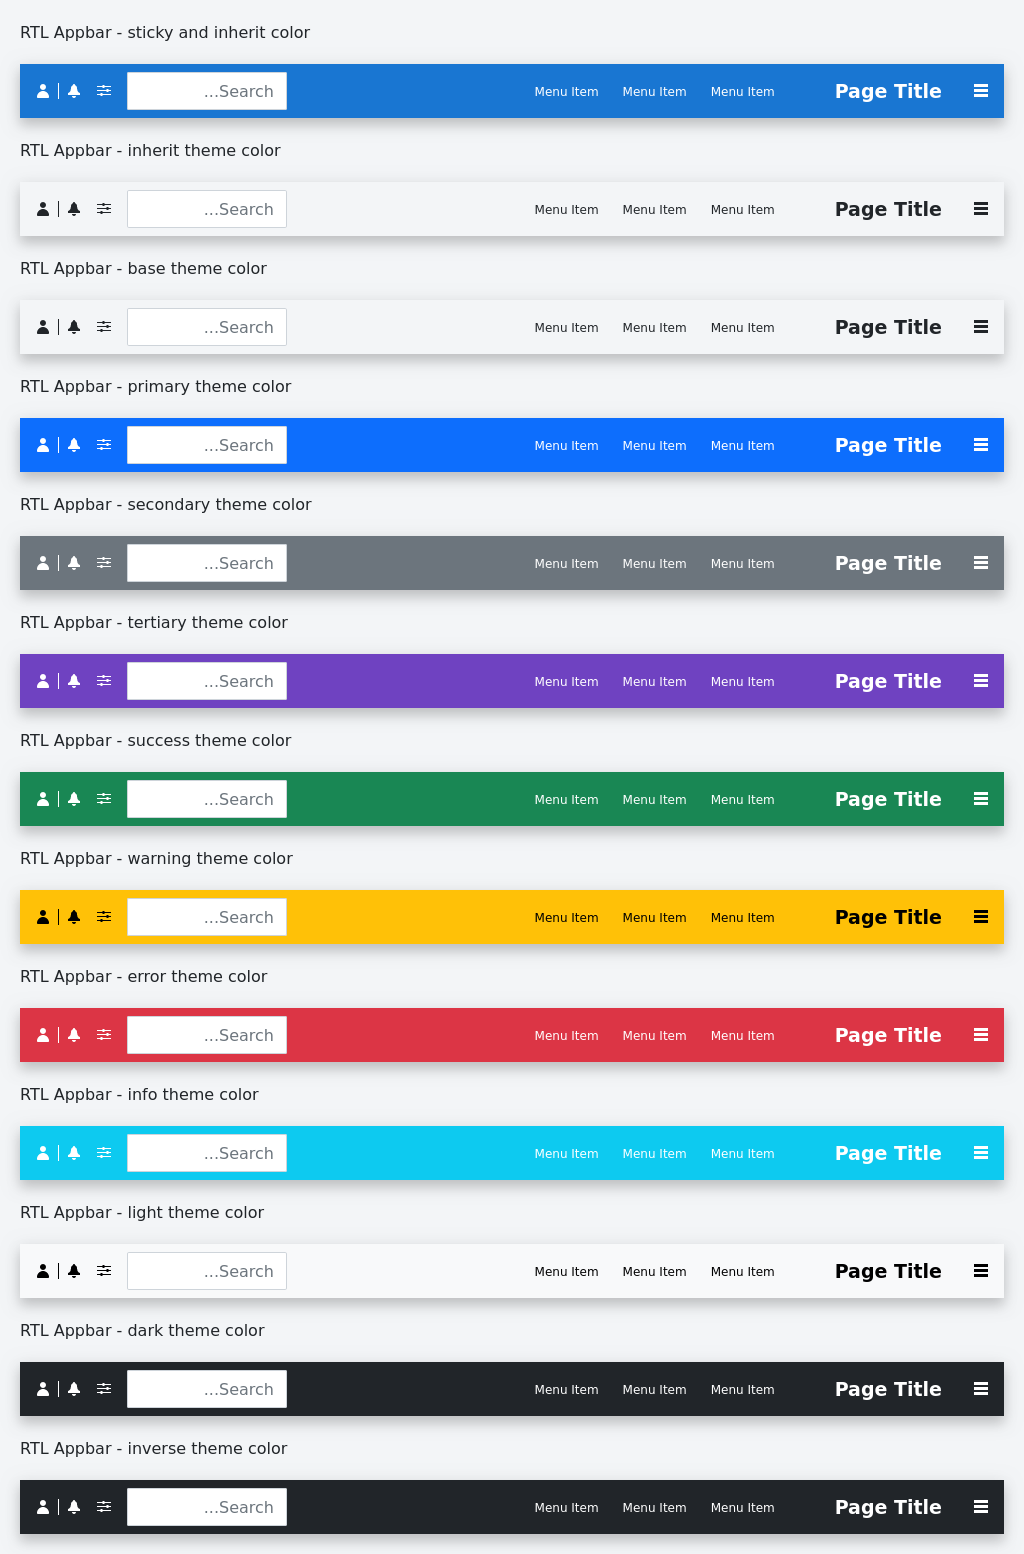 RTL Appbar - sticky and inherit color
...Search Menu Item Menu Item Menu Item Page Title
RTL Appbar - inherit theme color
...Search Menu Item Menu Item Menu Item Page Title
RTL Appbar - base theme color
...Search Menu Item Menu Item Menu Item Page Title
RTL Appbar - primary theme color
...Search Menu Item Menu Item Menu Item Page Title
RTL Appbar - secondary theme color
...Search Menu Item Menu Item Menu Item Page Title
RTL Appbar - tertiary theme color
...Search Menu Item Menu Item Menu Item Page Title
RTL Appbar - success theme color
...Search Menu Item Menu Item Menu Item Page Title
RTL Appbar - warning theme color
...Search Menu Item Menu Item Menu Item Page Title
RTL Appbar - error theme color
...Search Menu Item Menu Item Menu Item Page Title
RTL Appbar - info theme color
...Search Menu Item Menu Item Menu Item Page Title
RTL Appbar - light theme color
...Search Menu Item Menu Item Menu Item Page Title
RTL Appbar - dark theme color
...Search Menu Item Menu Item Menu Item Page Title
RTL Appbar - inverse theme color
...Search Menu Item Menu Item Menu Item Page Title